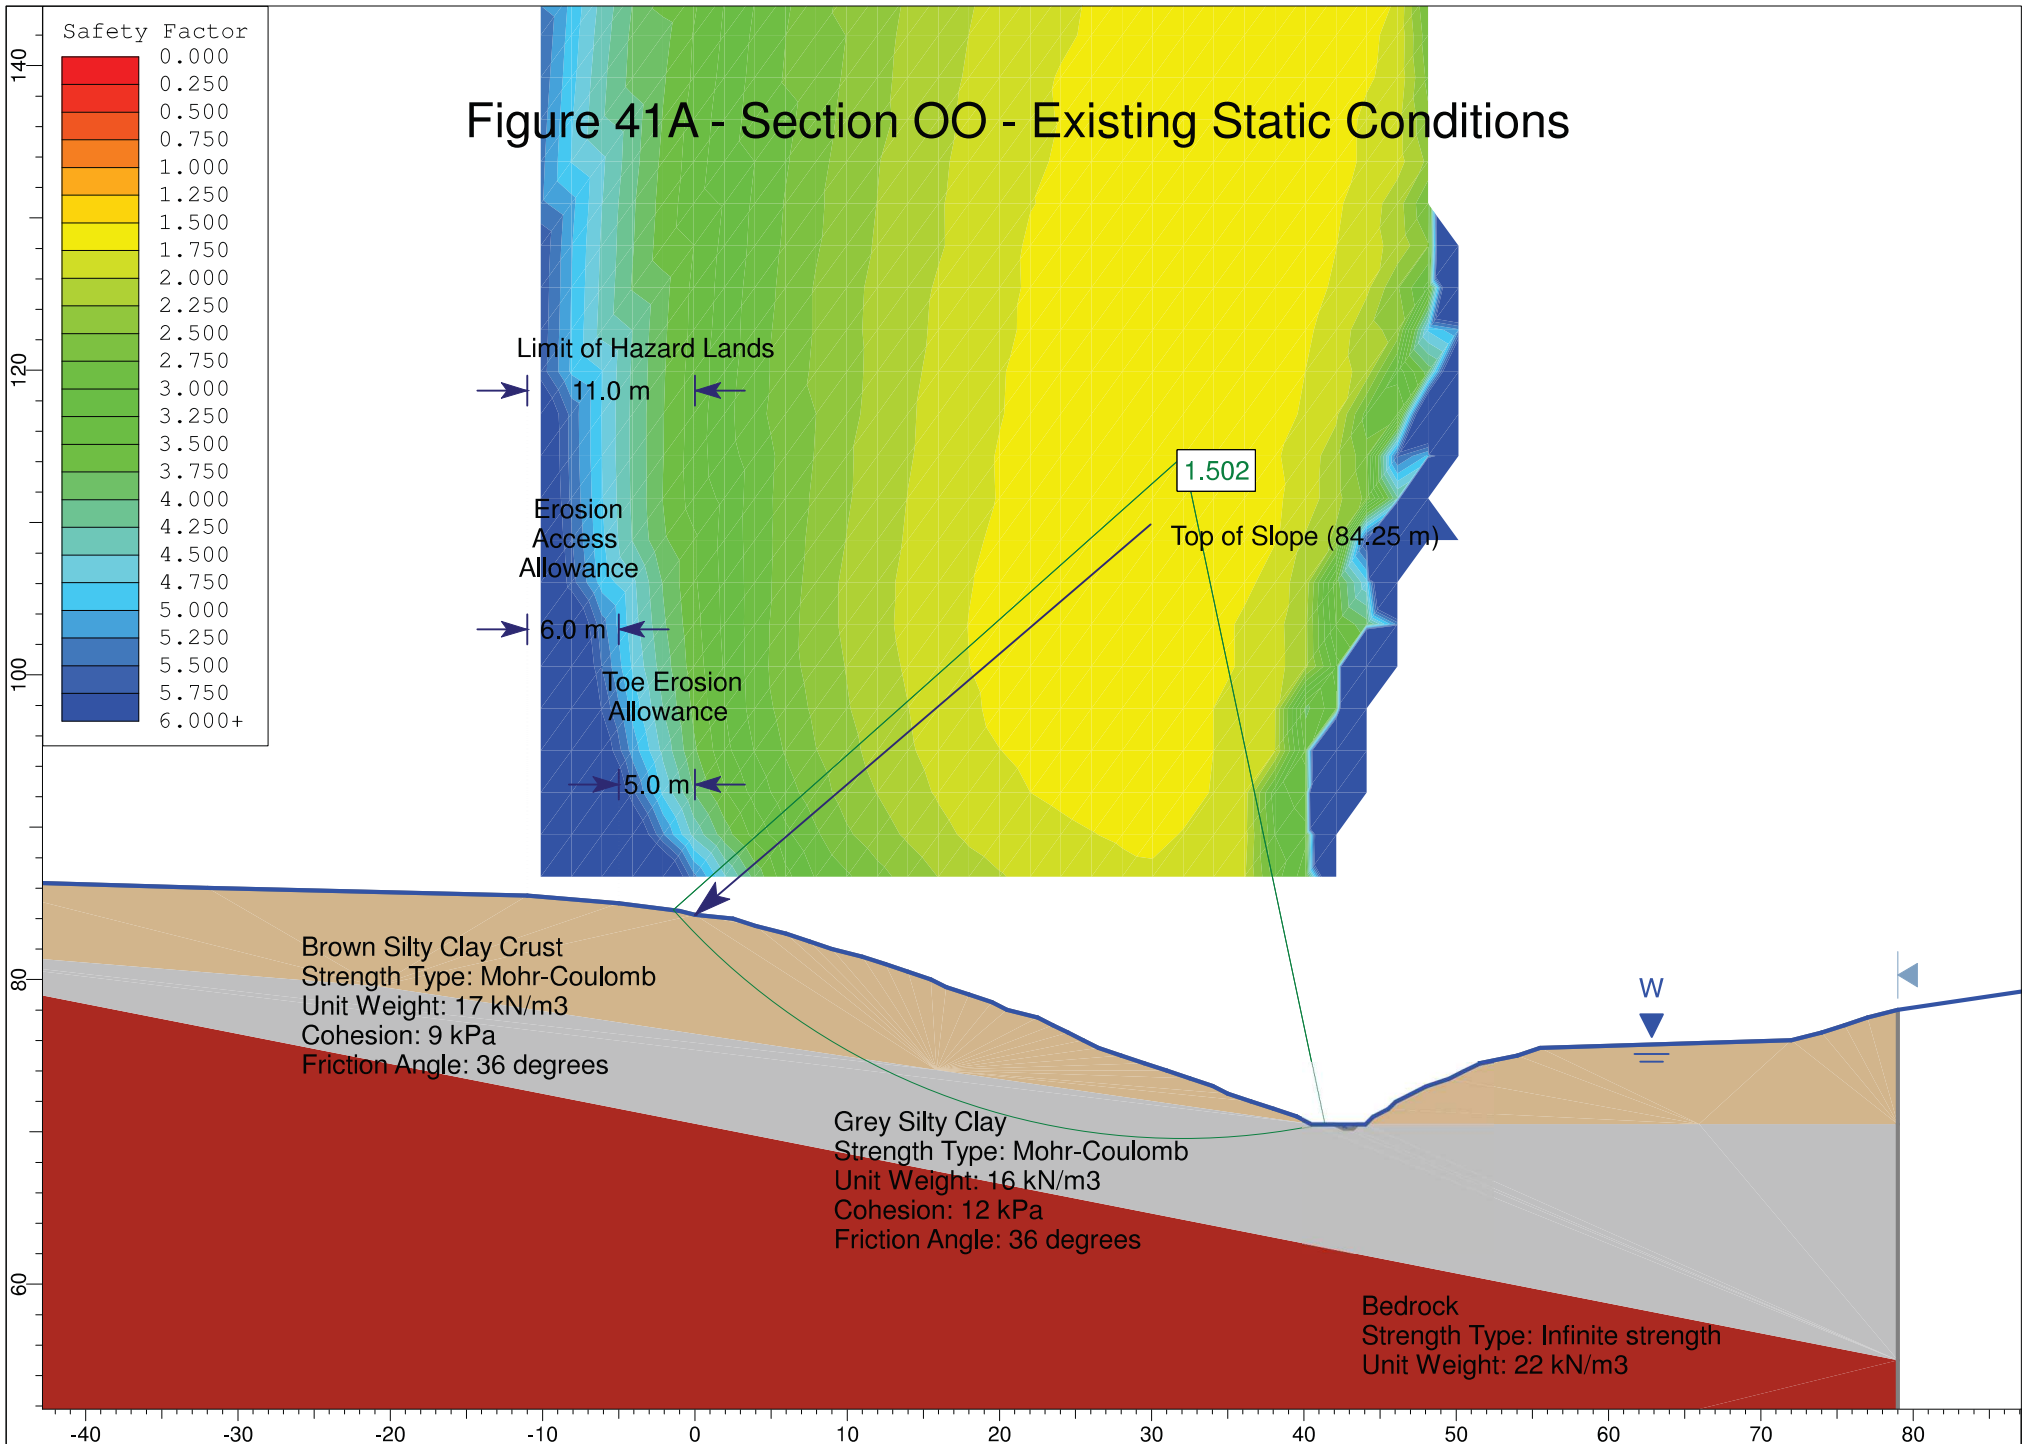 Safety Factor
0.000
0.250
0.500
0.750
1.000
1.250
1.500
1.750
2.000
2.250
2.500
2.750
3.000
3.250
3.500
3.750
4.000
4.250
4.500
4.750
5.000
5.250
5.500
5.750
6.000+
Figure 41A - Section OO - Existing Static Conditions
Limit of Hazard Lands
11.0 m
1.502
Top of Slope (84.25 m)
Erosion
Access
Allowance
6.0 m
Toe Erosion
Allowance
5.0 m
Brown Silty Clay Crust
Strength Type: Mohr-Coulomb
Unit Weight: 17 kN/m3
Cohesion: 9 kPa
Friction Angle: 36 degrees
W
Grey Silty Clay
Strength Type: Mohr-Coulomb
Unit Weight: 16 kN/m3
Cohesion: 12 kPa
Friction Angle: 36 degrees
Bedrock
Strength Type: Infinite strength
Unit Weight: 22 kN/m3
140
120
100
80
60
-40 -30 -20 -10 0 10 20 30 40 50 60 70 80